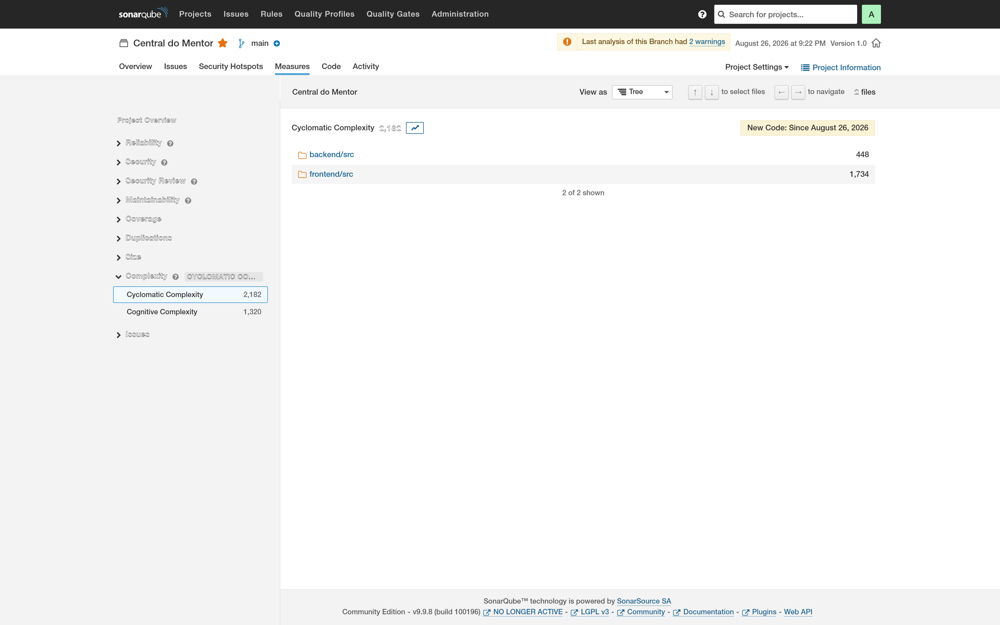 sonarqube Projects Issues Rules Quality Profiles Quality Gates Administration Search for projects... A
Central do Mentor main Last analysis of this Branch had 2 warnings August 26, 2026 at 9:22 PM Version 1.0
Overview Issues Security Hotspots Measures Code Activity Project Settings Project Information
Central do Mentor View as Tree ↑ ↓ to select files ← → to navigate 2 files
Project Overview
Reliability
Security
Security Review
Maintainability
Coverage
Duplications
Size
Complexity CYCLOMATIC CO...
Cyclomatic Complexity 2,182
Cognitive Complexity 1,320
Issues
Cyclomatic Complexity 2,182 New Code: Since August 26, 2026
backend/src 448
frontend/src 1,734
2 of 2 shown
SonarQube™ technology is powered by SonarSource SA
Community Edition - v9.9.8 (build 100196) NO LONGER ACTIVE - LGPL v3 - Community - Documentation - Plugins - Web API